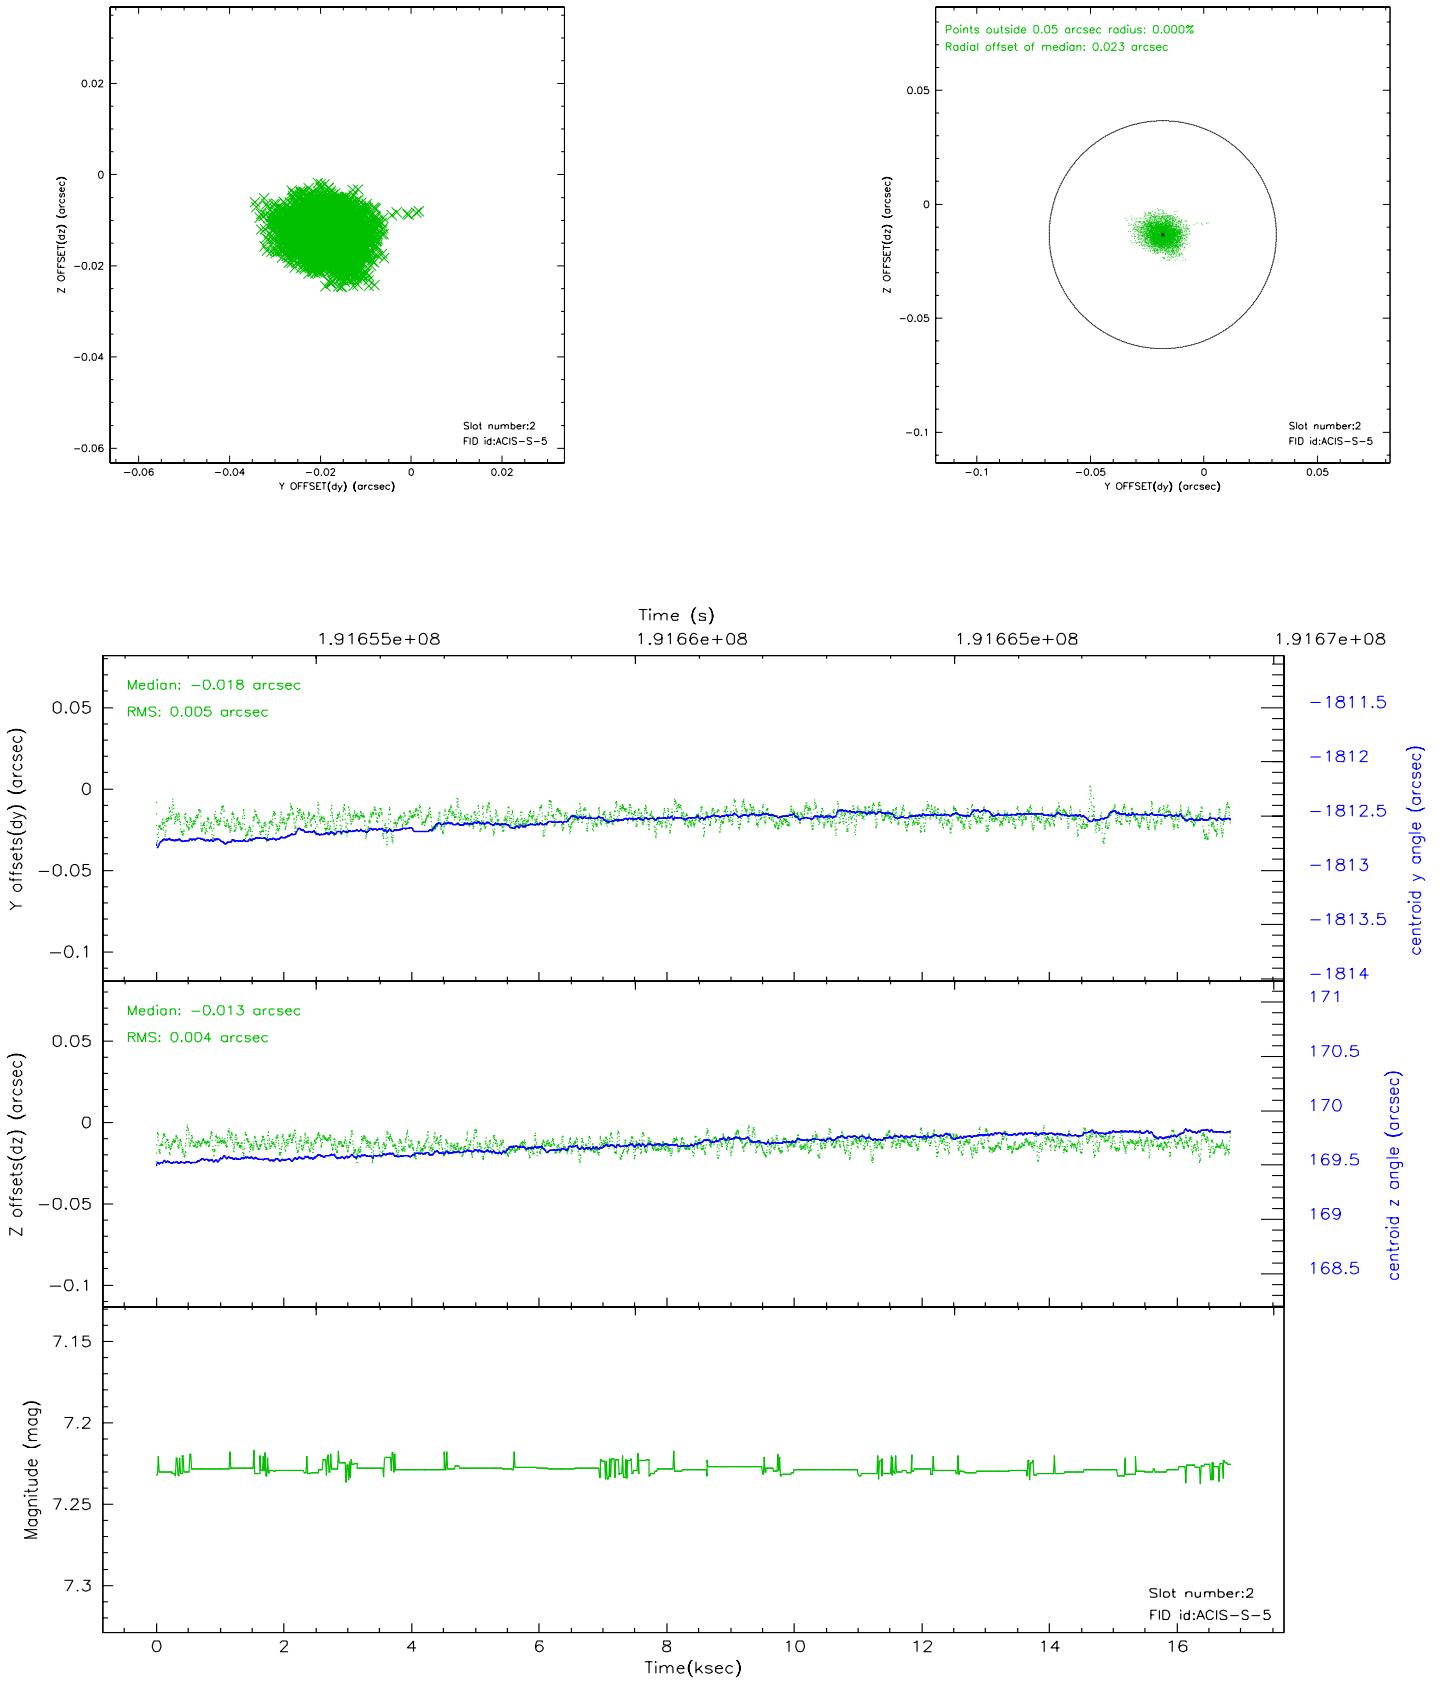 0.02
0
−0.02
−0.04
−0.06
Z OFFSET(dz) (arcsec)
Slot number:2
FID id:ACIS−S−5
−0.06
−0.04
−0.02
0
0.02
Y OFFSET(dy) (arcsec)
Points outside 0.05 arcsec radius: 0.000%
Radial offset of median: 0.023 arcsec
0.05
0
−0.05
−0.1
Z OFFSET(dz) (arcsec)
Slot number:2
FID id:ACIS−S−5
−0.1
−0.05
0
0.05
Y OFFSET(dy) (arcsec)
Time (s)
1.91655e+08
1.9166e+08
1.91665e+08
1.9167e+08
Median: −0.018 arcsec
RMS: 0.005 arcsec
0.05
0
−0.05
−0.1
Y offsets(dy) (arcsec)
−1811.5
−1812
−1812.5
−1813
−1813.5
−1814
centroid y angle (arcsec)
Median: −0.013 arcsec
RMS: 0.004 arcsec
0.05
0
−0.05
−0.1
Z offsets(dz) (arcsec)
171
170.5
170
169.5
169
168.5
centroid z angle (arcsec)
7.15
7.2
7.25
7.3
Magnitude (mag)
Slot number:2
FID id:ACIS−S−5
0
2
4
6
8
10
12
14
16
Time(ksec)